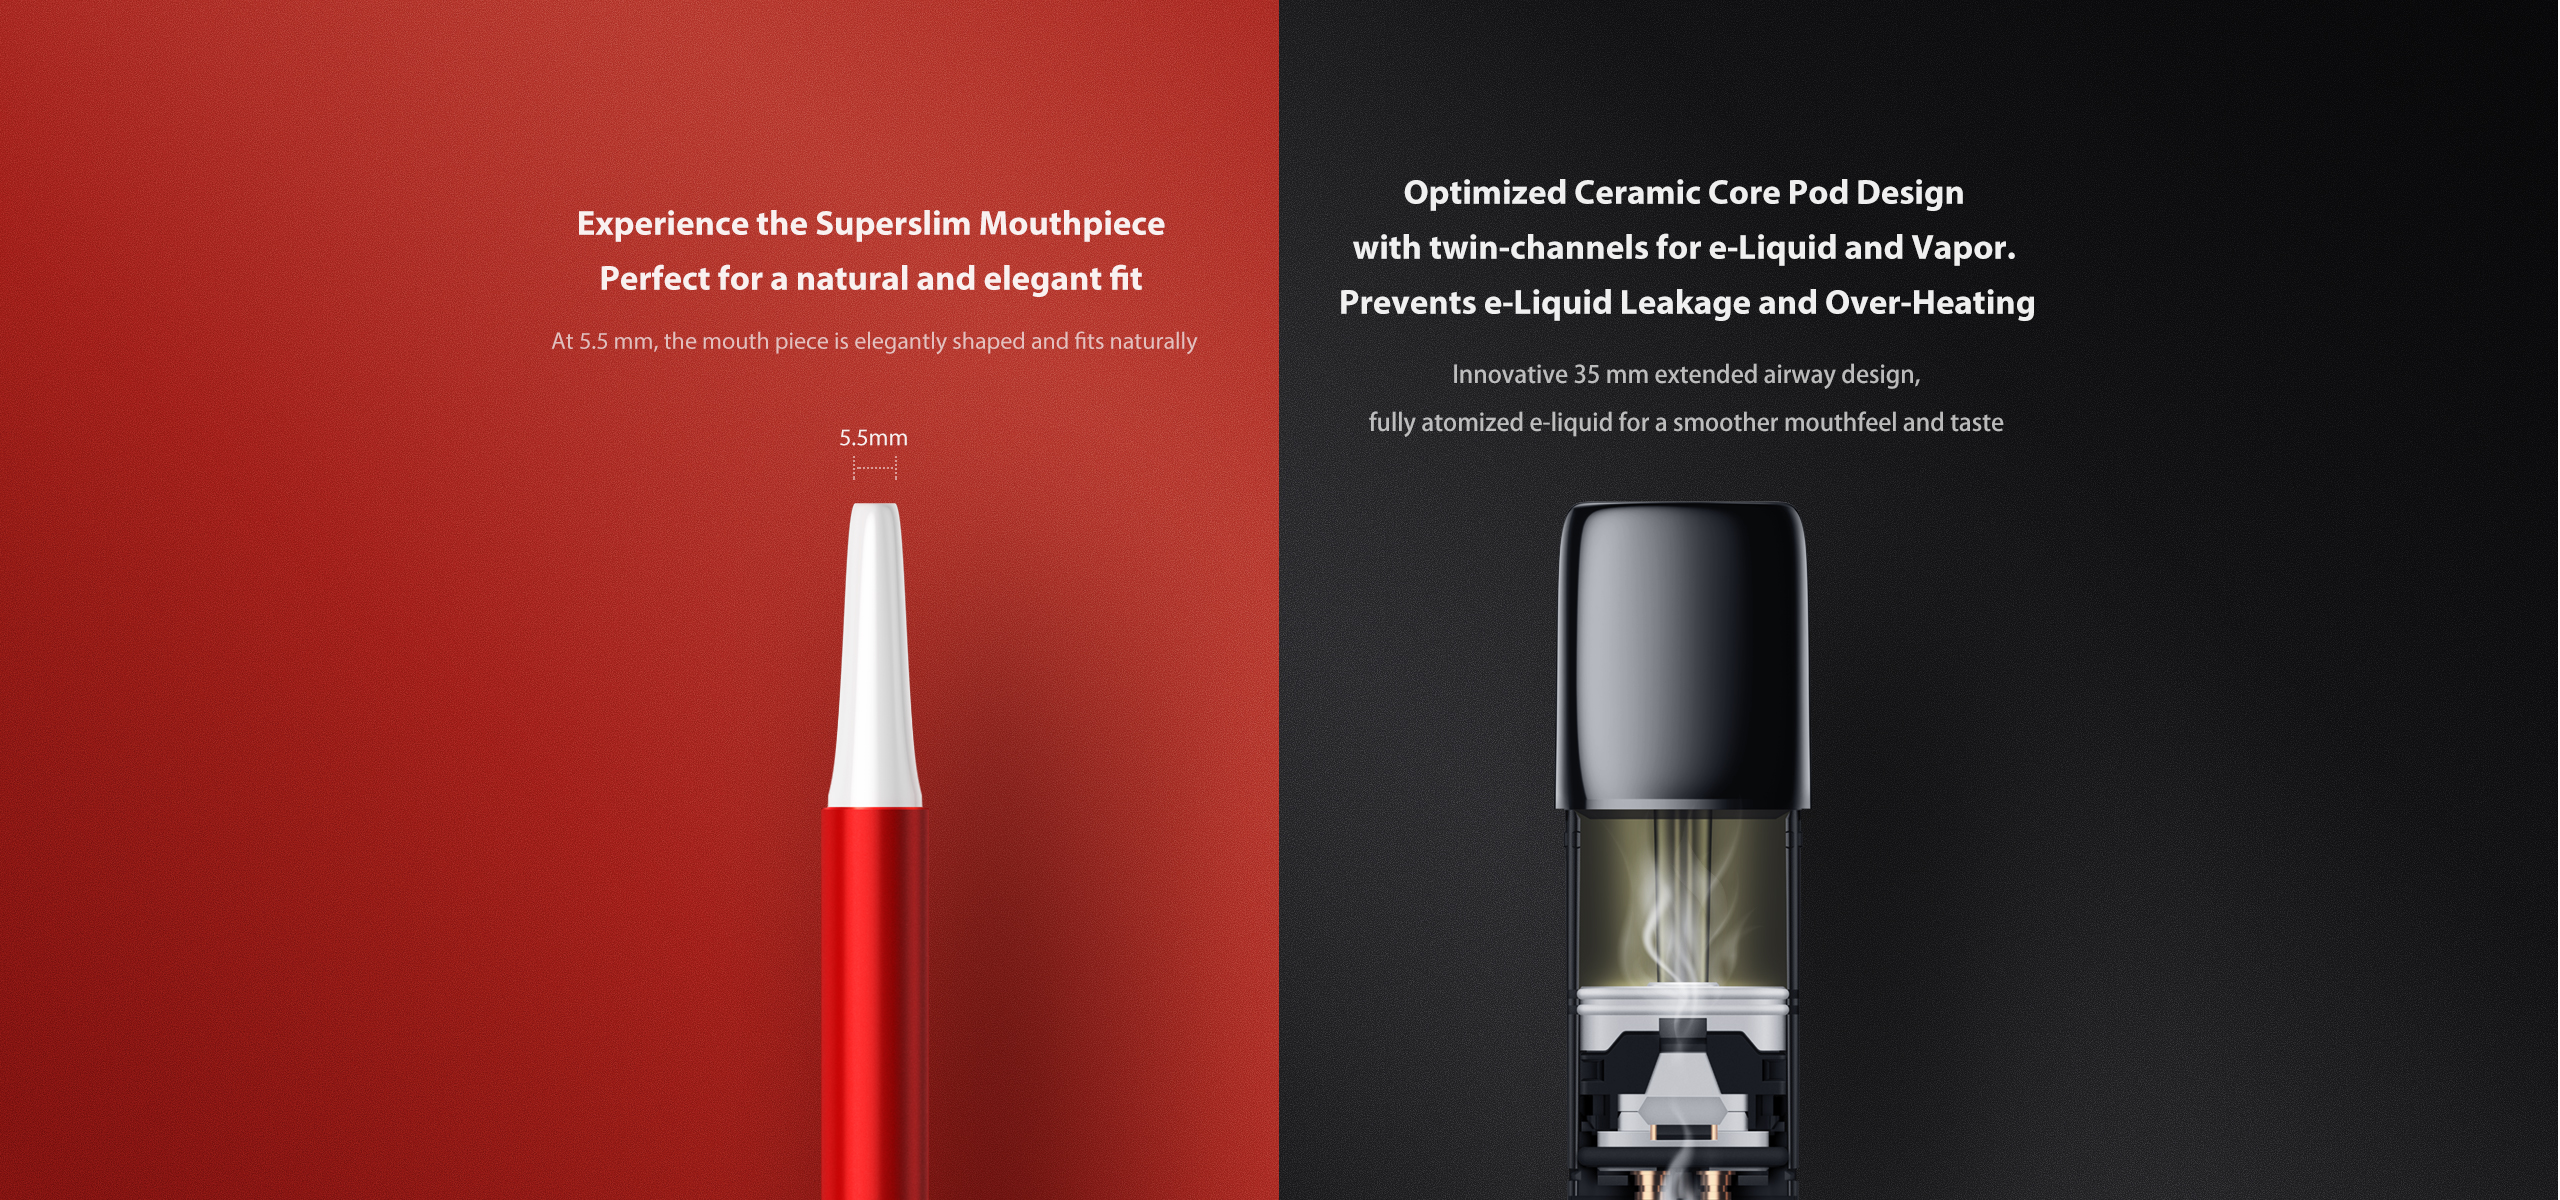 Experience the Superslim Mouthpiece
Perfect for a natural and elegant fit
At 5.5 mm, the mouth piece is elegantly shaped and fits naturally
5.5mm
Optimized Ceramic Core Pod Design
with twin-channels for e-Liquid and Vapor.
Prevents e-Liquid Leakage and Over-Heating
Innovative 35 mm extended airway design,
fully atomized e-liquid for a smoother mouthfeel and taste